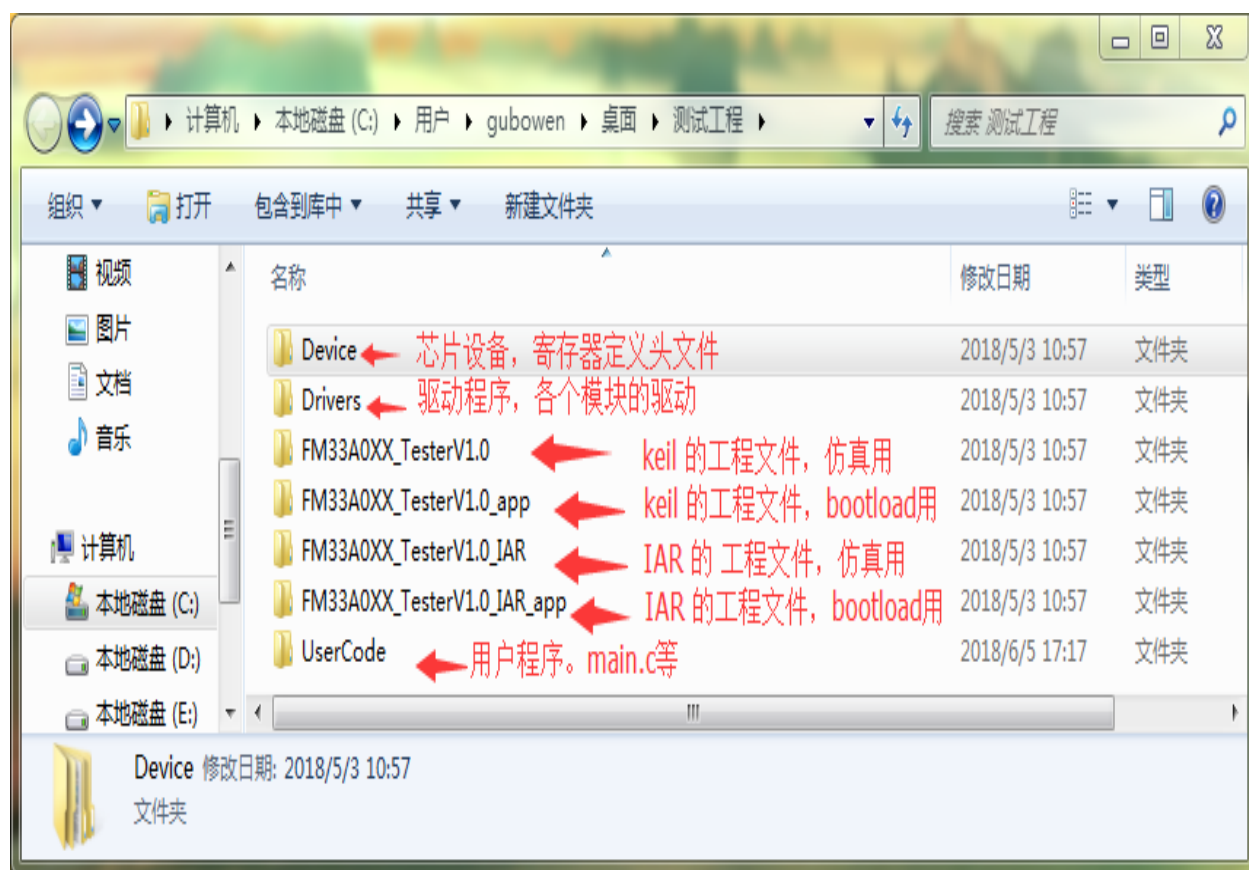 计算机 本地磁盘 (C:) 用户 gubowen 桌面 测试工程 搜索 测试工程
组织 打开 包含到库中 共享 新建文件夹
视频
图片
文档
音乐
计算机
本地磁盘 (C:)
本地磁盘 (D:)
本地磁盘 (E:)
名称 修改日期 类型
Device 芯片设备，寄存器定义头文件 2018/5/3 10:57 文件夹
Drivers 驱动程序，各个模块的驱动 2018/5/3 10:57 文件夹
FM33A0XX_TesterV1.0 keil 的工程文件，仿真用 2018/5/3 10:57 文件夹
FM33A0XX_TesterV1.0_app keil 的工程文件，bootload用 2018/5/3 10:57 文件夹
FM33A0XX_TesterV1.0_IAR IAR 的 工程文件，仿真用 2018/5/3 10:57 文件夹
FM33A0XX_TesterV1.0_IAR_app IAR 的工程文件，bootload用 2018/5/3 10:57 文件夹
UserCode 用户程序。main.c等 2018/6/5 17:17 文件夹
Device 修改日期: 2018/5/3 10:57
文件夹